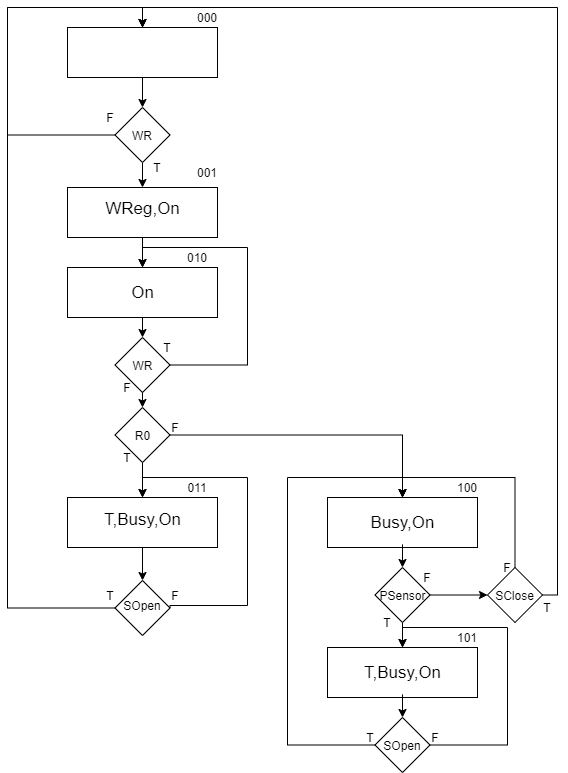 000
F
WR
T
001
WReg,On
010
On
T
WR
F
R0
F
T
011
T,Busy,On
T
SOpen
F
100
Busy,On
F
PSensor
T
F
SClose
T
101
T,Busy,On
T
SOpen
F